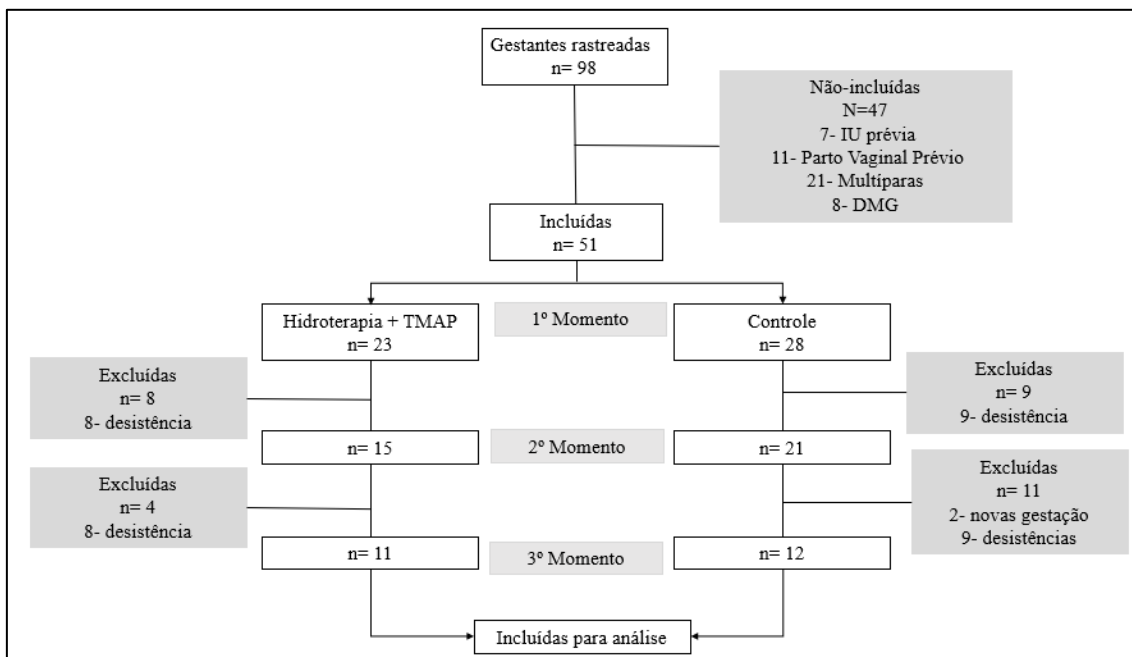 Gestantes rastreadas
n= 98
Não-incluídas
N=47
7- IU prévia
11- Parto Vaginal Prévio
21- Multíparas
8- DMG
Incluídas
n= 51
Hidroterapia + TMAP
n= 23
1º Momento
Controle
n= 28
Excluídas
n= 8
8- desistência
Excluídas
n= 9
9- desistência
n= 15
2º Momento
n= 21
Excluídas
n= 4
8- desistência
Excluídas
n= 11
2- novas gestação
9- desistências
n= 11
3º Momento
n= 12
Incluídas para análise